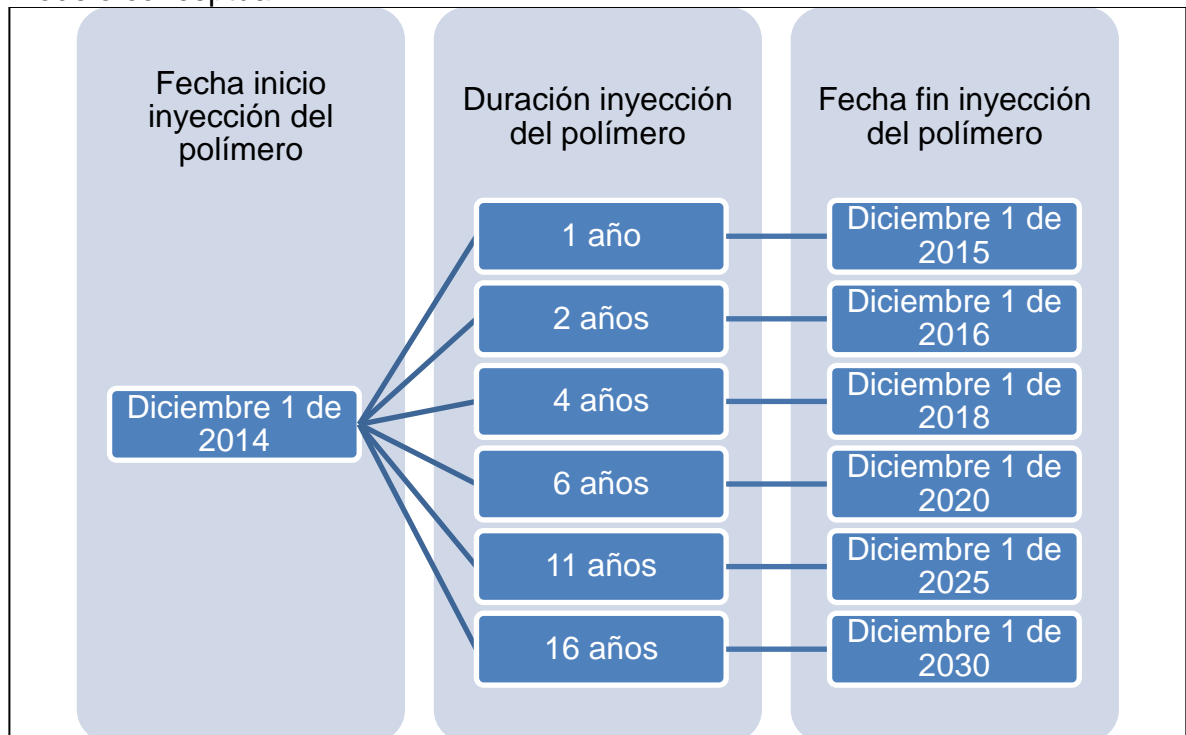 Fecha inicio
inyección del
polímero
Diciembre 1 de
2014
Duración inyección
del polímero
1 año
2 años
4 años
6 años
11 años
16 años
Fecha fin inyección
del polímero
Diciembre 1 de
2015
Diciembre 1 de
2016
Diciembre 1 de
2018
Diciembre 1 de
2020
Diciembre 1 de
2025
Diciembre 1 de
2030